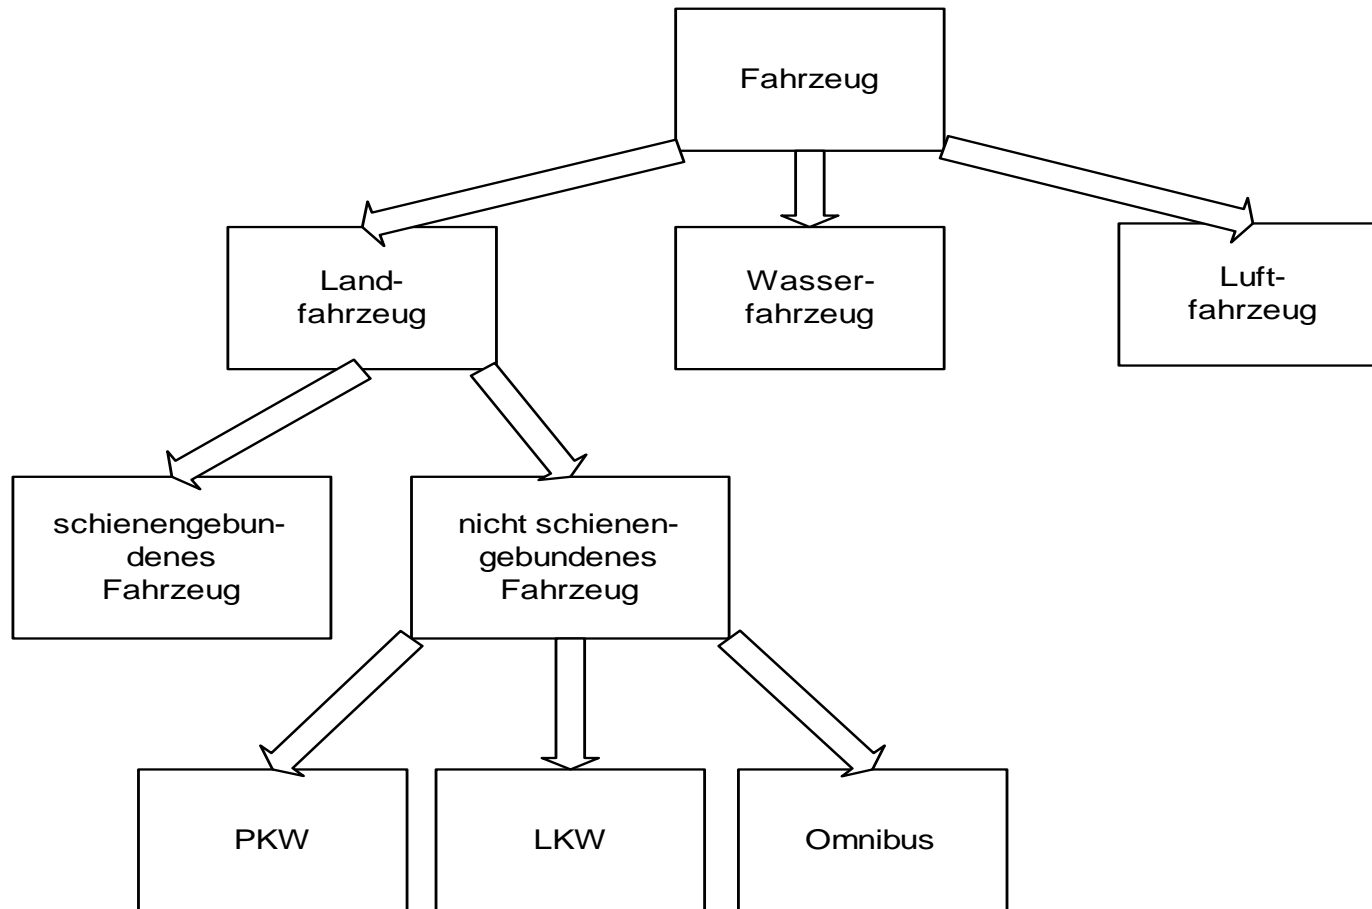 Fahrzeug
Land-
fahrzeug
Wasser-
fahrzeug
Luft-
fahrzeug
schienengebun-
denes
Fahrzeug
nicht schienen-
gebundenes
Fahrzeug
PKW
LKW
Omnibus